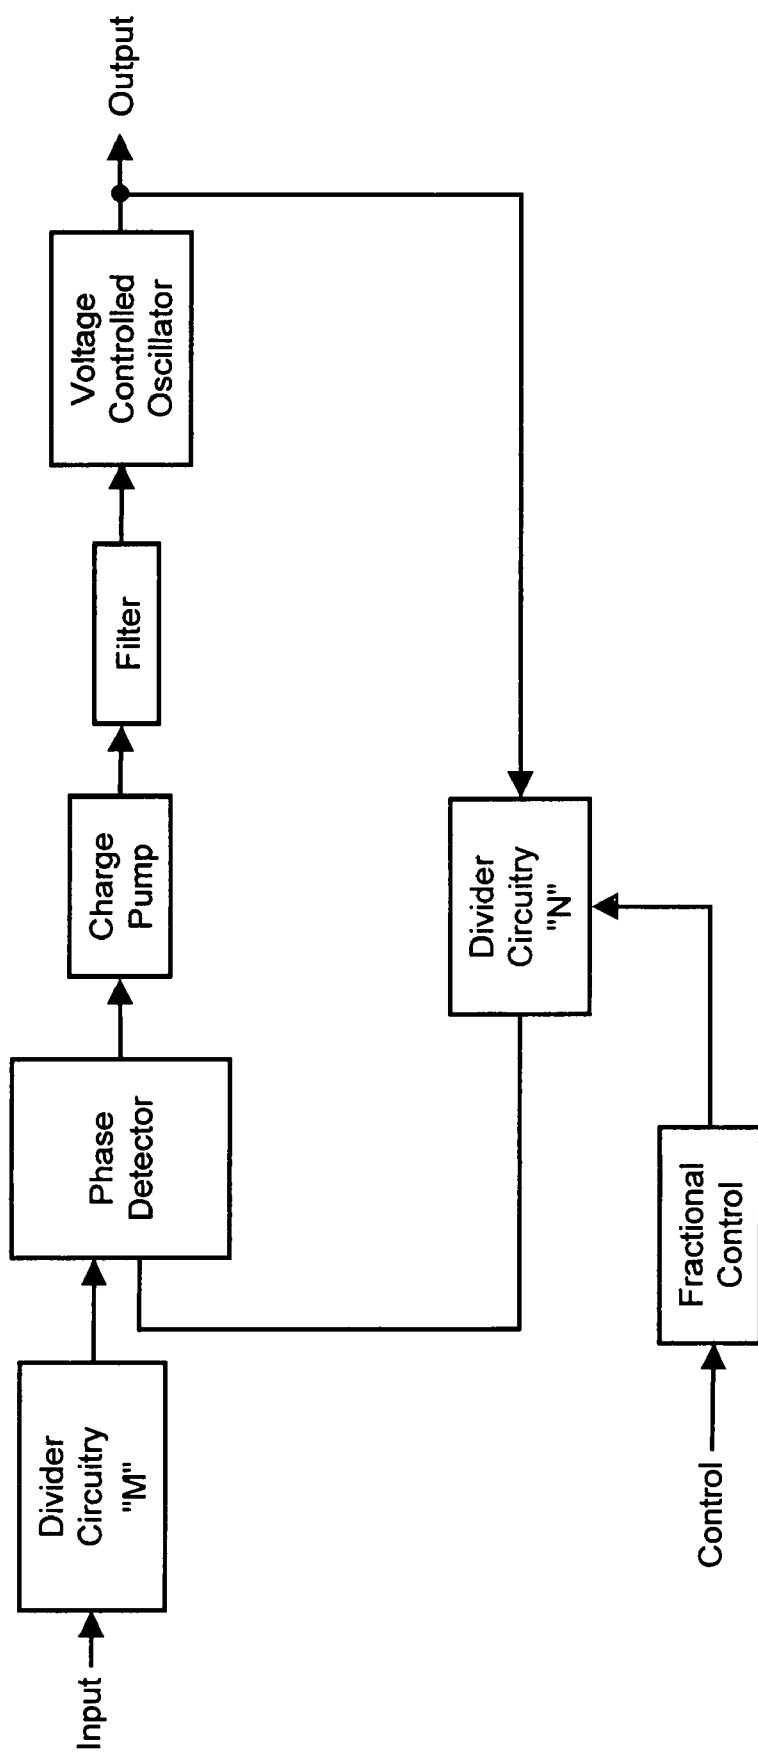 Input
Divider
Circuitry
"M"
Phase
Detector
Charge
Pump
Filter
Voltage
Controlled
Oscillator
Output
Divider
Circuitry
"N"
Control
Fractional
Control